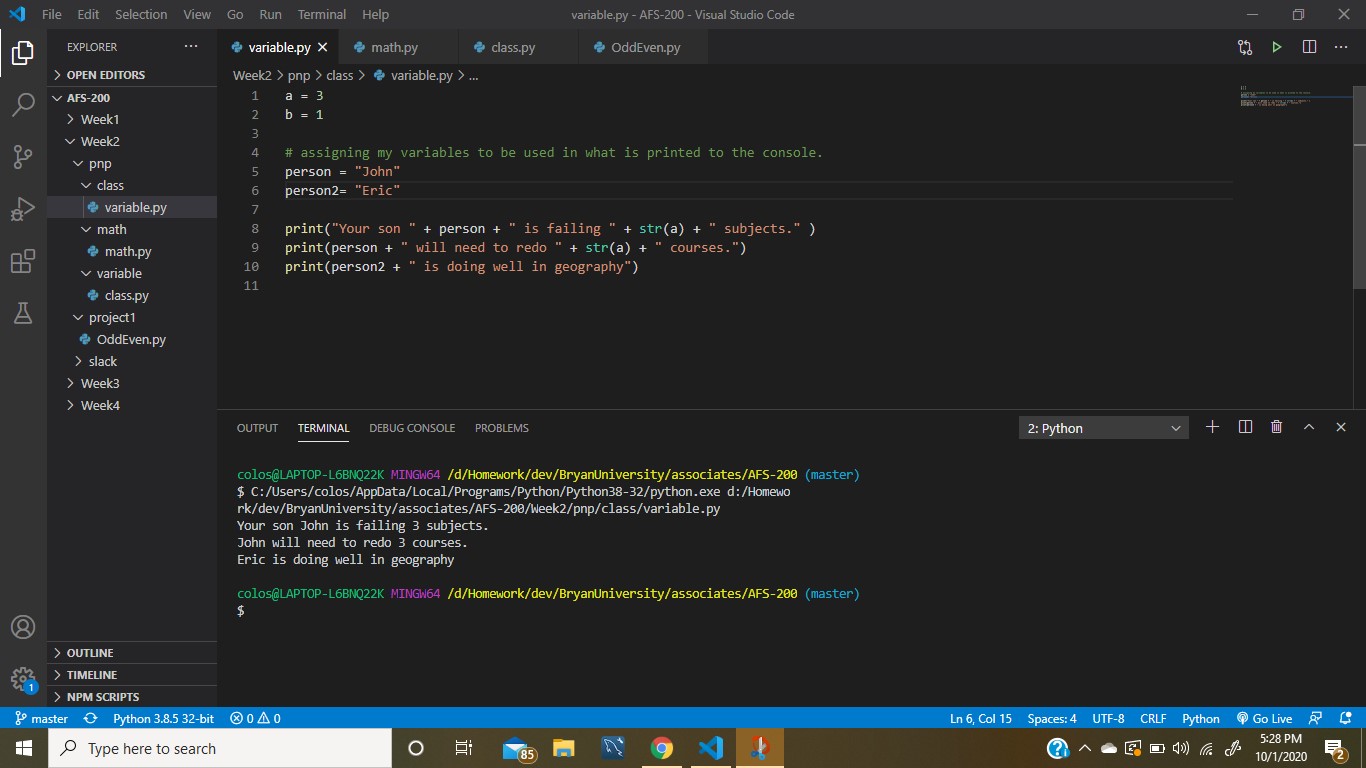 File Edit Selection View Go Run Terminal Help variable.py - AFS-200 - Visual Studio Code
EXPLORER
OPEN EDITORS
AFS-200
Week1
Week2
pnp
class
variable.py
math
math.py
variable
class.py
project1
OddEven.py
slack
Week3
Week4
OUTLINE
TIMELINE
NPM SCRIPTS
1
variable.py math.py class.py OddEven.py
Week2 > pnp > class > variable.py > ...
1 a = 3
2 b = 1
3
4 # assigning my variables to be used in what is printed to the console.
5 person = "John"
6 person2= "Eric"
7
8 print("Your son " + person + " is failing " + str(a) + " subjects." )
9 print(person + " will need to redo " + str(a) + " courses.")
10 print(person2 + " is doing well in geography")
11
OUTPUT TERMINAL DEBUG CONSOLE PROBLEMS 2: Python
colos@LAPTOP-L6BNQ22K MINGW64 /d/Homework/dev/BryanUniversity/associates/AFS-200 (master)
$ C:/Users/colos/AppData/Local/Programs/Python/Python38-32/python.exe d:/Homewo
rk/dev/BryanUniversity/associates/AFS-200/Week2/pnp/class/variable.py
Your son John is failing 3 subjects.
John will need to redo 3 courses.
Eric is doing well in geography
colos@LAPTOP-L6BNQ22K MINGW64 /d/Homework/dev/BryanUniversity/associates/AFS-200 (master)
$
master Python 3.8.5 32-bit 0 0 Ln 6, Col 15 Spaces: 4 UTF-8 CRLF Python Go Live
Type here to search 85 5:28 PM
10/1/2020 2